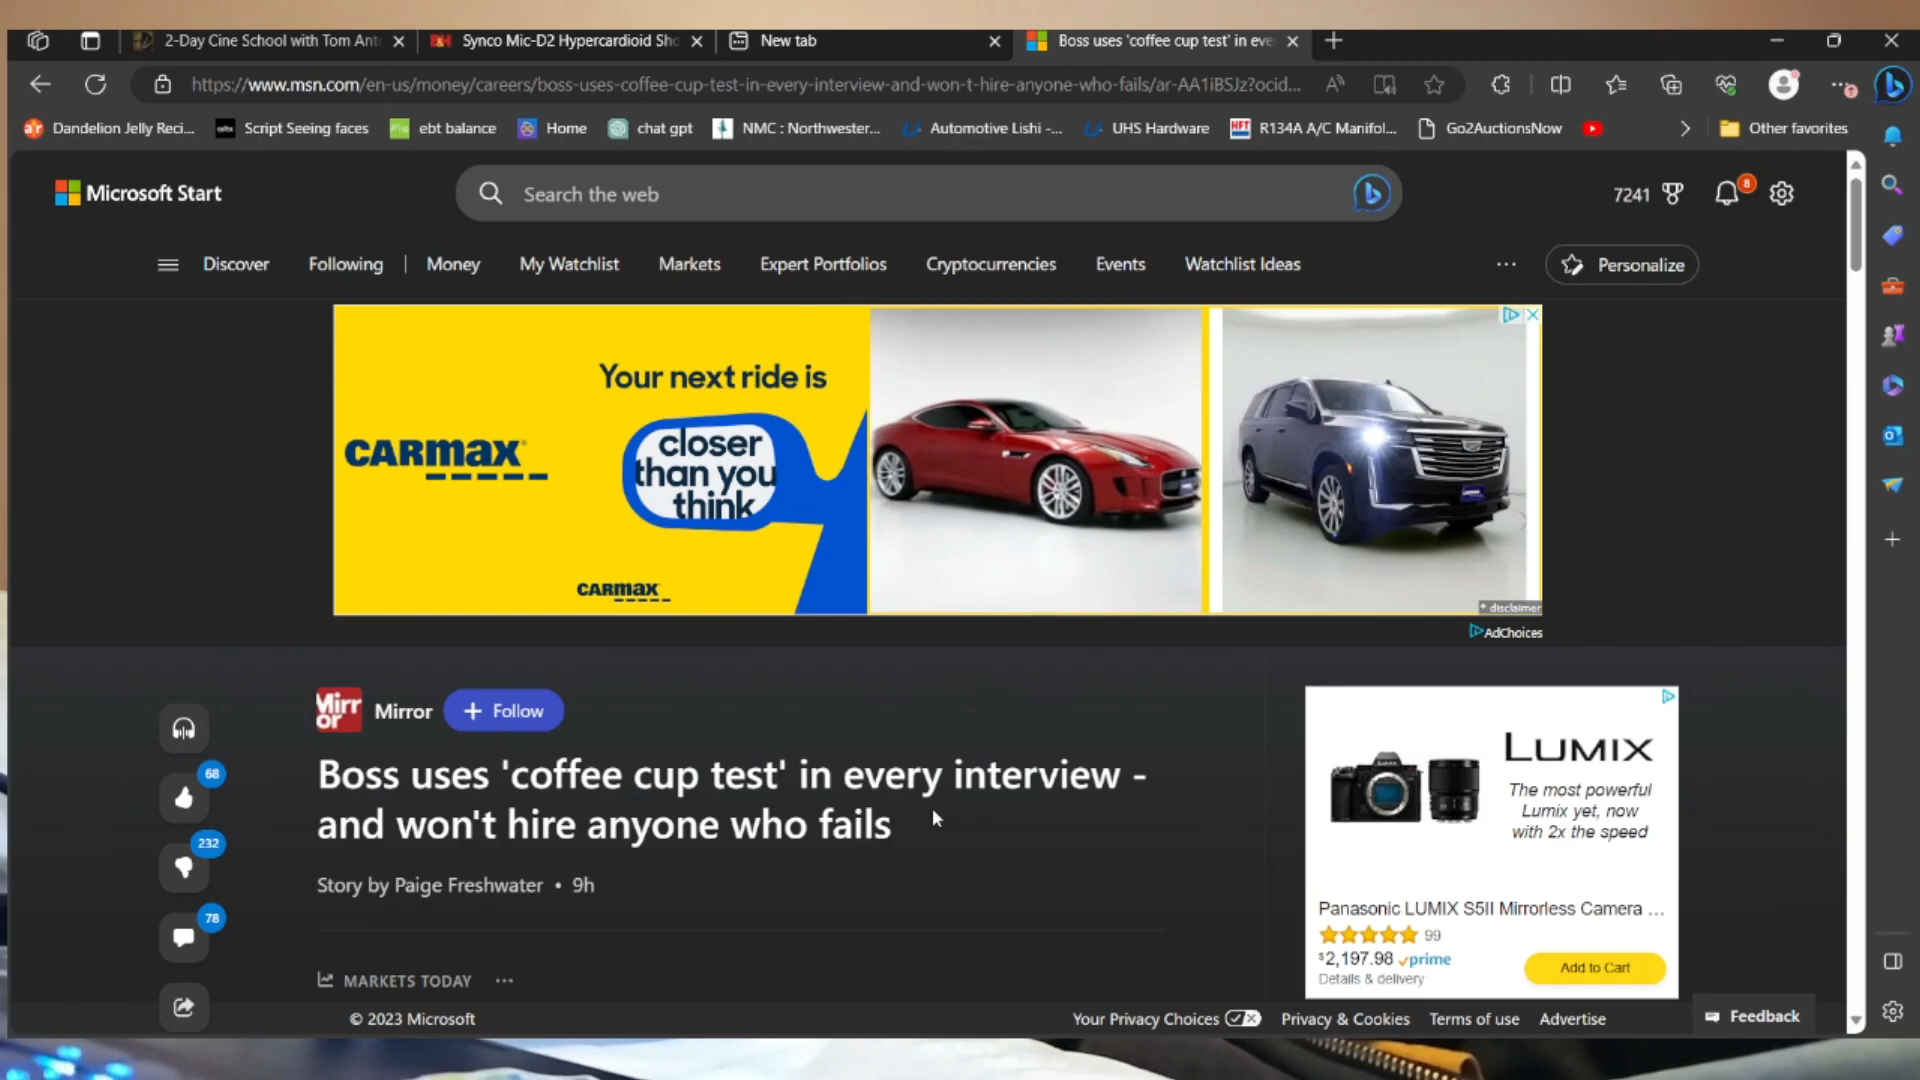 2-Day Cine School with Tom Ant
Synco Mic-D2 Hypercardioid Sho
New tab
Boss uses 'coffee cup test' in eve
https://www.msn.com/en-us/money/careers/boss-uses-coffee-cup-test-in-every-interview-and-won-t-hire-anyone-who-fails/ar-AA1iBSJz?ocid...
Dandelion Jelly Reci...
Script Seeing faces
ebt balance
Home
chat gpt
NMC : Northwester...
Automotive Lishi -...
UHS Hardware
HFT
R134A A/C Manifol...
Go2AuctionsNow
Other favorites
Microsoft Start
Search the web
7241
8
Discover
Following
Money
My Watchlist
Markets
Expert Portfolios
Cryptocurrencies
Events
Watchlist Ideas
Personalize
CARMAX
Your next ride is
closer
than you
think
CARMAX
* disclaimer
AdChoices
Mirror
Mirror
Follow
Boss uses 'coffee cup test' in every interview -
and won't hire anyone who fails
Story by Paige Freshwater • 9h
68
232
78
MARKETS TODAY
LUMIX
The most powerful
Lumix yet, now
with 2x the speed
Panasonic LUMIX S5II Mirrorless Camera ...
99
$2,197.98 prime
Details & delivery
Add to Cart
© 2023 Microsoft
Your Privacy Choices
Privacy & Cookies
Terms of use
Advertise
Feedback